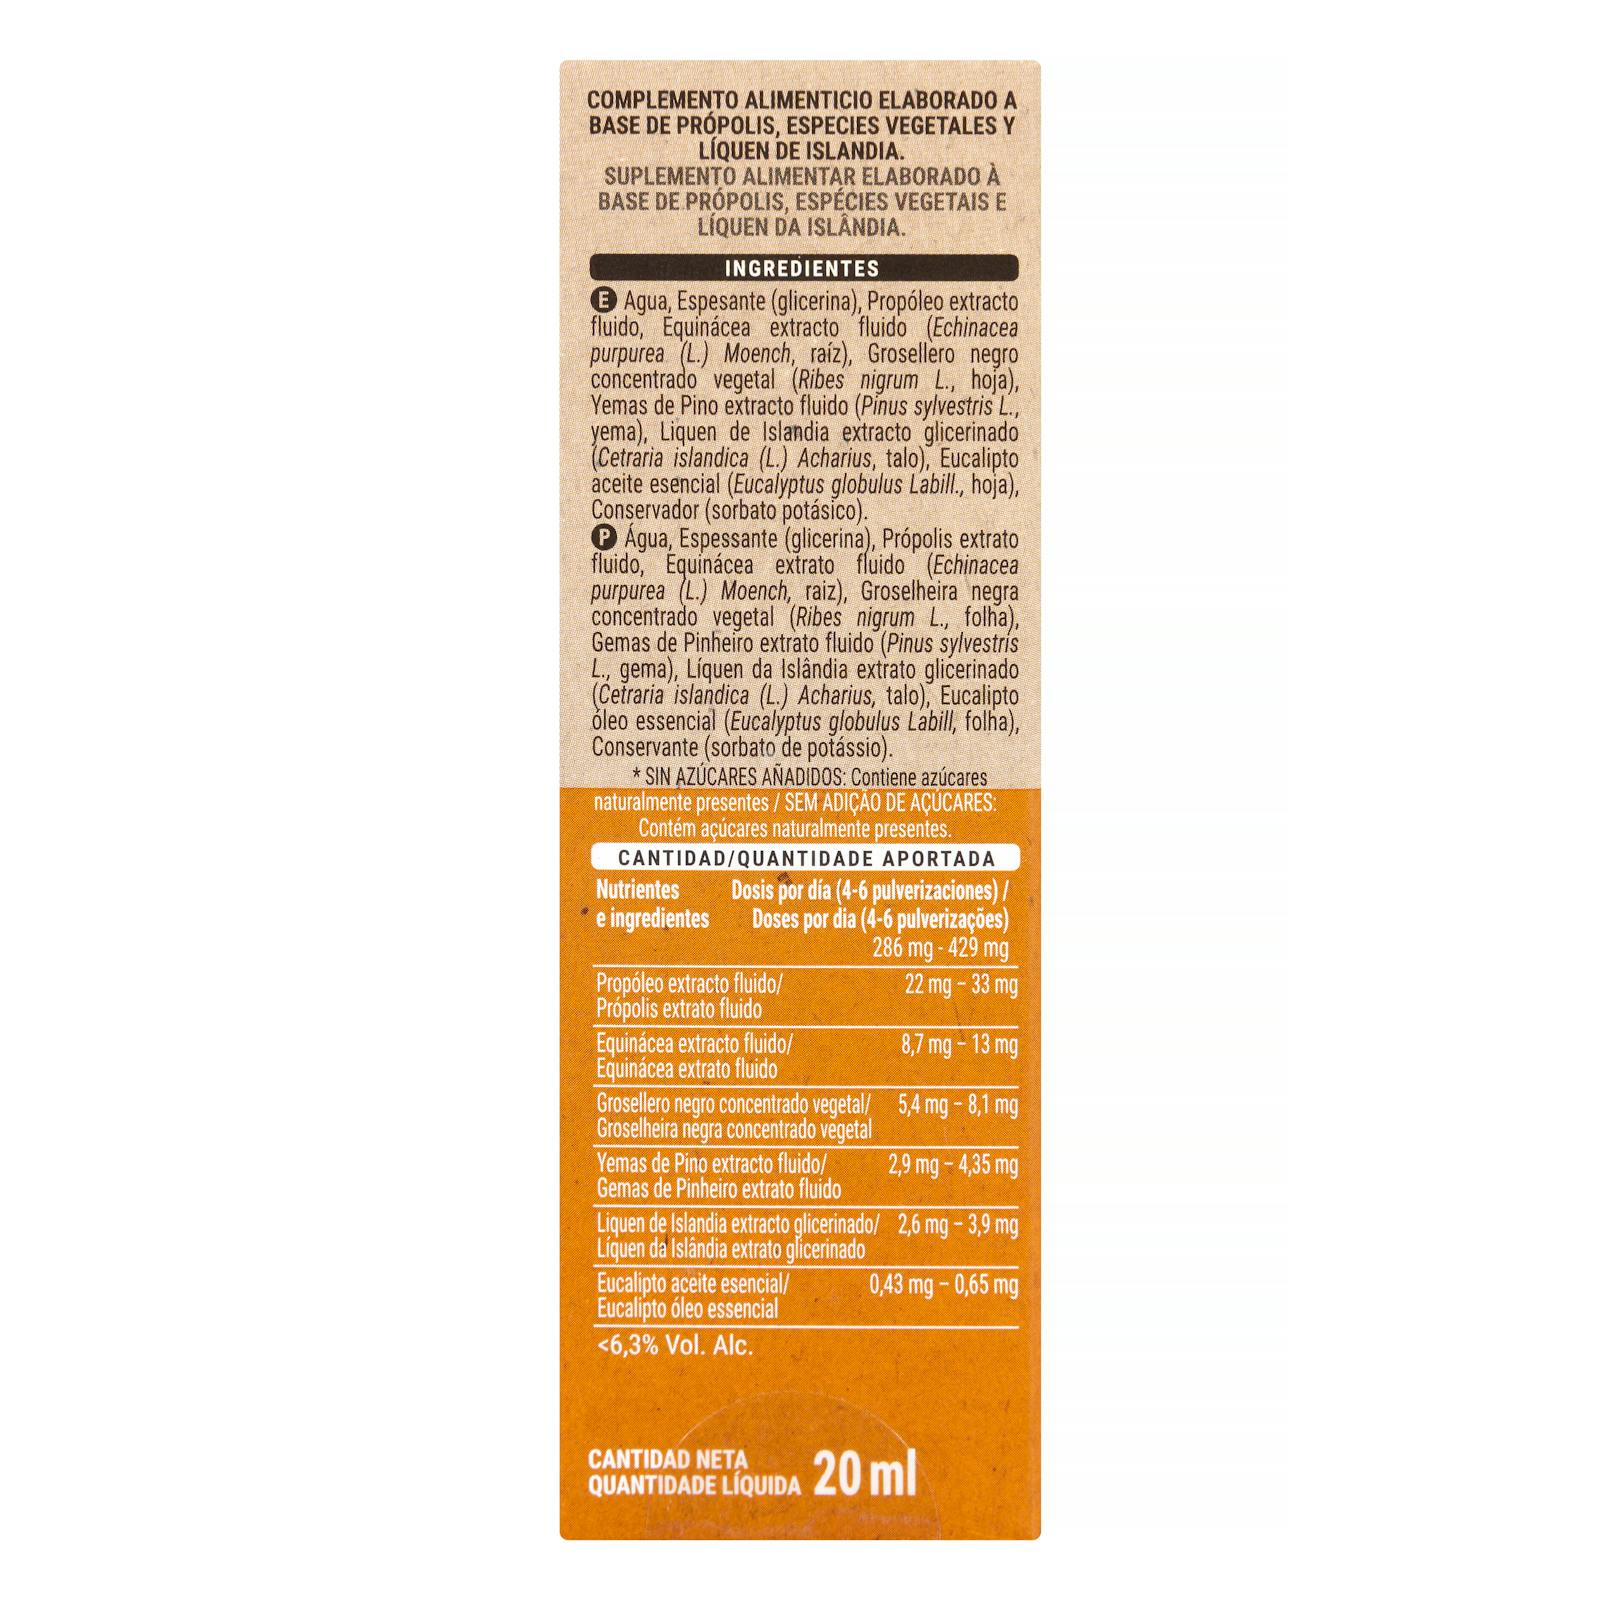 COMPLEMENTO ALIMENTICIO ELABORADO A
BASE DE PRÓPOLIS, ESPECIES VEGETALES Y
LÍQUEN DE ISLANDIA.
SUPLEMENTO ALIMENTAR ELABORADO À
BASE DE PRÓPOLIS, ESPÉCIES VEGETAIS E
LÍQUEN DA ISLÂNDIA.
INGREDIENTES
E Agua, Espesante (glicerina), Propóleo extracto
fluido, Equinácea extracto fluido (Echinacea
purpurea (L.) Moench, raíz), Grosellero negro
concentrado vegetal (Ribes nigrum L., hoja),
Yemas de Pino extracto fluido (Pinus sylvestris L.,
yema), Liquen de Islandia extracto glicerinado
(Cetraria islandica (L.) Acharius, talo), Eucalipto
aceite esencial (Eucalyptus globulus Labill., hoja),
Conservador (sorbato potásico).
P Água, Espessante (glicerina), Própolis extrato
fluido, Equinácea extrato fluido (Echinacea
purpurea (L.) Moench, raiz), Groselheira negra
concentrado vegetal (Ribes nigrum L., folha),
Gemas de Pinheiro extrato fluido (Pinus sylvestris
L., gema), Líquen da Islândia extrato glicerinado
(Cetraria islandica (L.) Acharius, talo), Eucalipto
óleo essencial (Eucalyptus globulus Labill, folha),
Conservante (sorbato de potássio).
* SIN AZÚCARES AÑADIDOS: Contiene azúcares
naturalmente presentes / SEM ADIÇÃO DE AÇÚCARES:
Contém açúcares naturalmente presentes.
CANTIDAD/QUANTIDADE APORTADA
Nutrientes Dosis por día (4-6 pulverizaciones) /
e ingredientes Doses por dia (4-6 pulverizações)
286 mg - 429 mg
Propóleo extracto fluido/ 22 mg – 33 mg
Própolis extrato fluido
Equinácea extracto fluido/ 8,7 mg – 13 mg
Equinácea extrato fluido
Grosellero negro concentrado vegetal/ 5,4 mg – 8,1 mg
Groselheira negra concentrado vegetal
Yemas de Pino extracto fluido/ 2,9 mg – 4,35 mg
Gemas de Pinheiro extrato fluido
Liquen de Islandia extracto glicerinado/ 2,6 mg – 3,9 mg
Líquen da Islândia extrato glicerinado
Eucalipto aceite esencial/ 0,43 mg – 0,65 mg
Eucalipto óleo essencial
<6,3% Vol. Alc.
CANTIDAD NETA
QUANTIDADE LÍQUIDA 20 ml